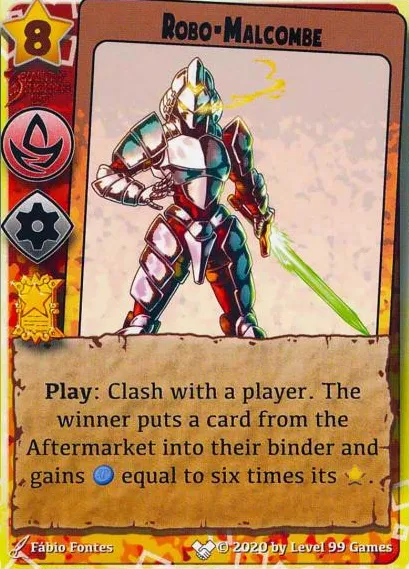 8
Robo-Malcombe
Play: Clash with a player. The
winner puts a card from the
Aftermarket into their binder and
gains equal to six times its .
Fábio Fontes
© 2020 by Level 99 Games